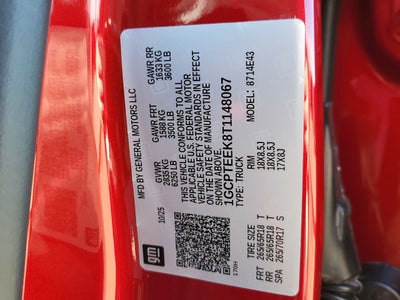 MFD BY GENERAL MOTORS LLC
10/25
GVWR
2835 KG
6250 LB
GAWR FRT
1588 KG
3500 LB
GAWR RR
1633 KG
3600 LB
THIS VEHICLE CONFORMS TO ALL
APPLICABLE U.S. FEDERAL MOTOR
VEHICLE SAFETY STANDARDS IN EFFECT
ON THE DATE OF MANUFACTURE
SHOWN ABOVE.
1GCPTEEK8T1148067
TYPE: TRUCK
8714E43
gm
TIRE SIZE
RIM
FRT 265/65R18 T 18X8.5J
RR 265/65R18 T 18X8.5J
SPA 265/70R17 S 17X8J